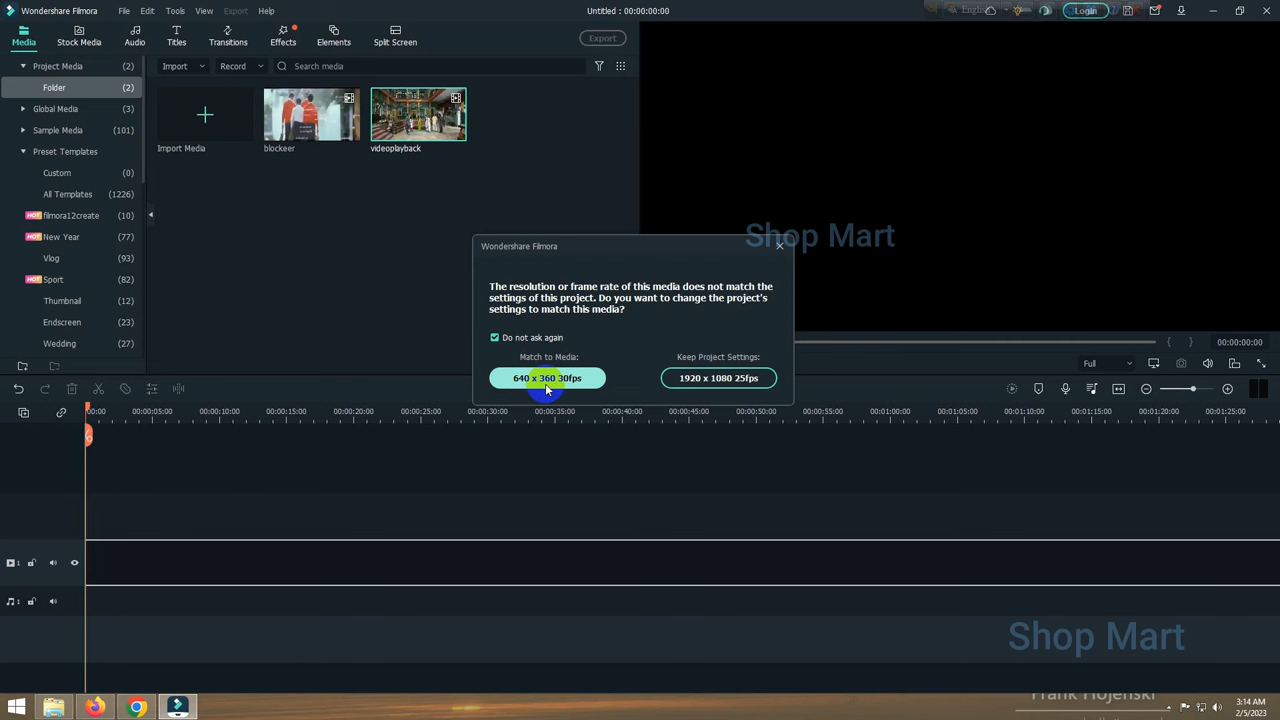 Wondershare Filmora
File
Edit
Tools
View
Export
Help
Untitled : 00:00:00:00
Login
Media
Stock Media
Audio
Titles
Transitions
Effects
Elements
Split Screen
Export
Project Media (2)
Folder (2)
Global Media (3)
Sample Media (101)
Preset Templates
Custom (0)
All Templates (1226)
HOT filmora12create (10)
HOT New Year (77)
Vlog (93)
HOT Sport (82)
Thumbnail (12)
Endscreen (23)
Wedding (39)
Import
Record
Search media
Import Media
blockeer
videoplayback
Shop Mart
Wondershare Filmora
The resolution or frame rate of this media does not match the
settings of this project. Do you want to change the project's
settings to match this media?
Do not ask again
Match to Media:
Keep Project Settings:
640 x 360 30fps
1920 x 1080 25fps
00:00:00:00
Full
00:00
00:00:05:00
00:00:10:00
00:00:15:00
00:00:20:00
00:00:25:00
00:00:30:00
00:00:35:00
00:00:40:00
00:00:45:00
00:00:50:00
00:00:55:00
00:01:00:00
00:01:05:00
00:01:10:00
00:01:15:00
00:01:20:00
00:01:25:00
1
1
Shop Mart
3:14 AM
2/5/2023